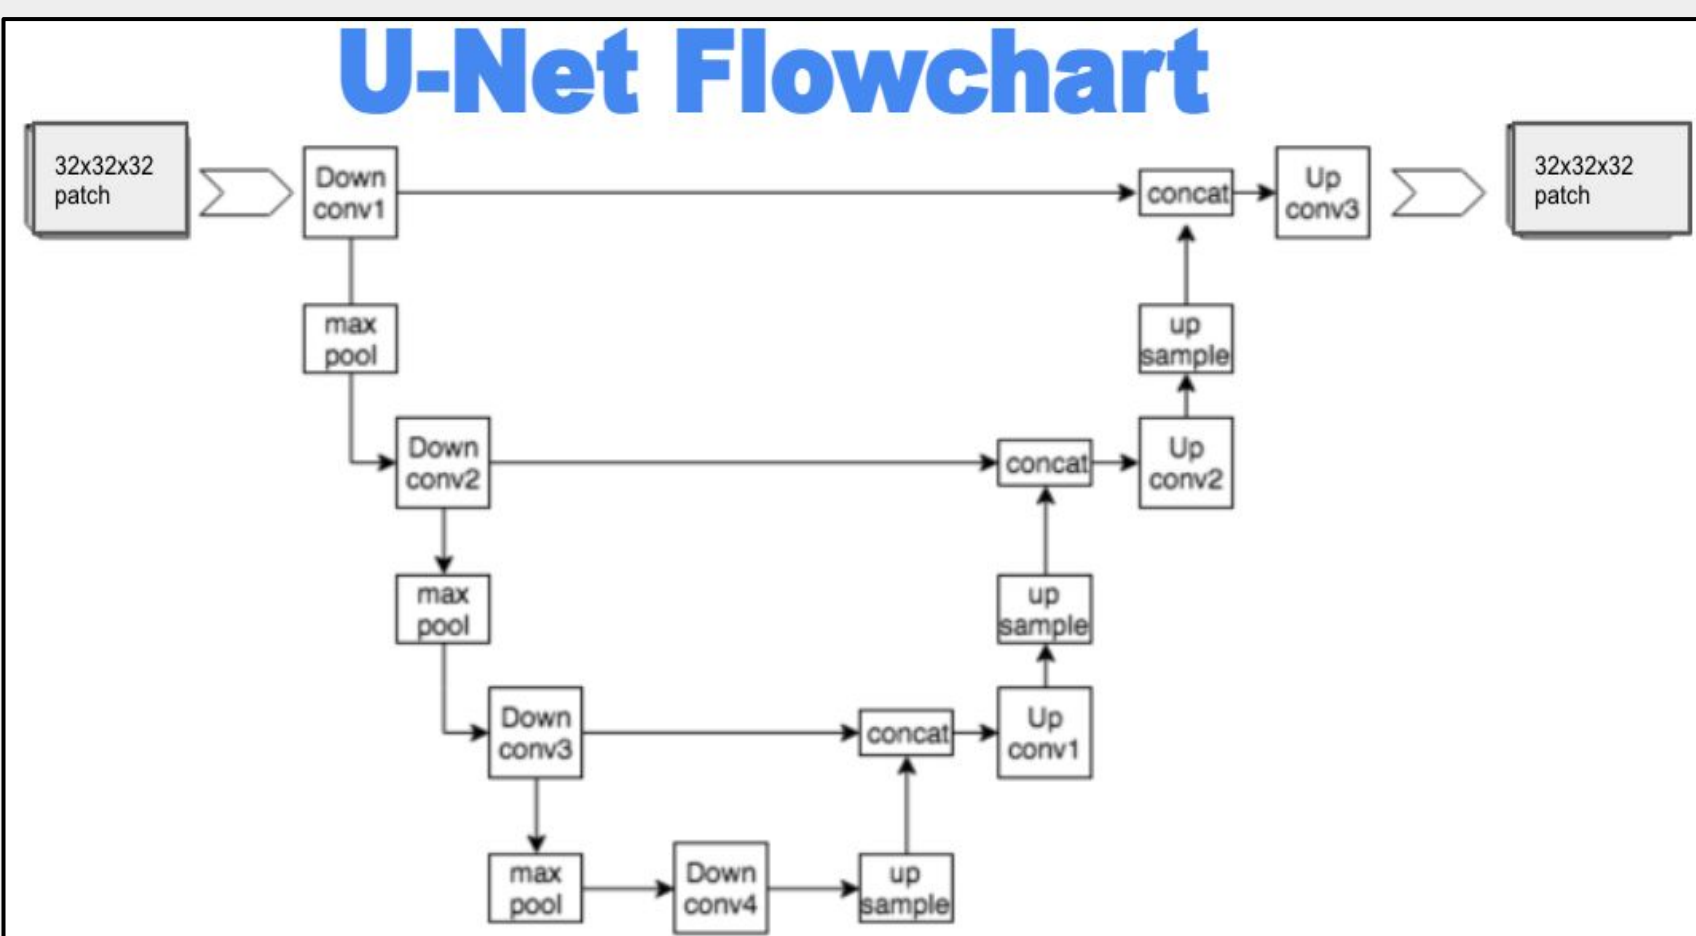 U-Net Flowchart
32x32x32
patch
Down
conv1
concat
Up
conv3
32x32x32
patch
max
pool
up
sample
Down
conv2
concat
Up
conv2
max
pool
up
sample
Down
conv3
concat
Up
conv1
max
pool
Down
conv4
up
sample